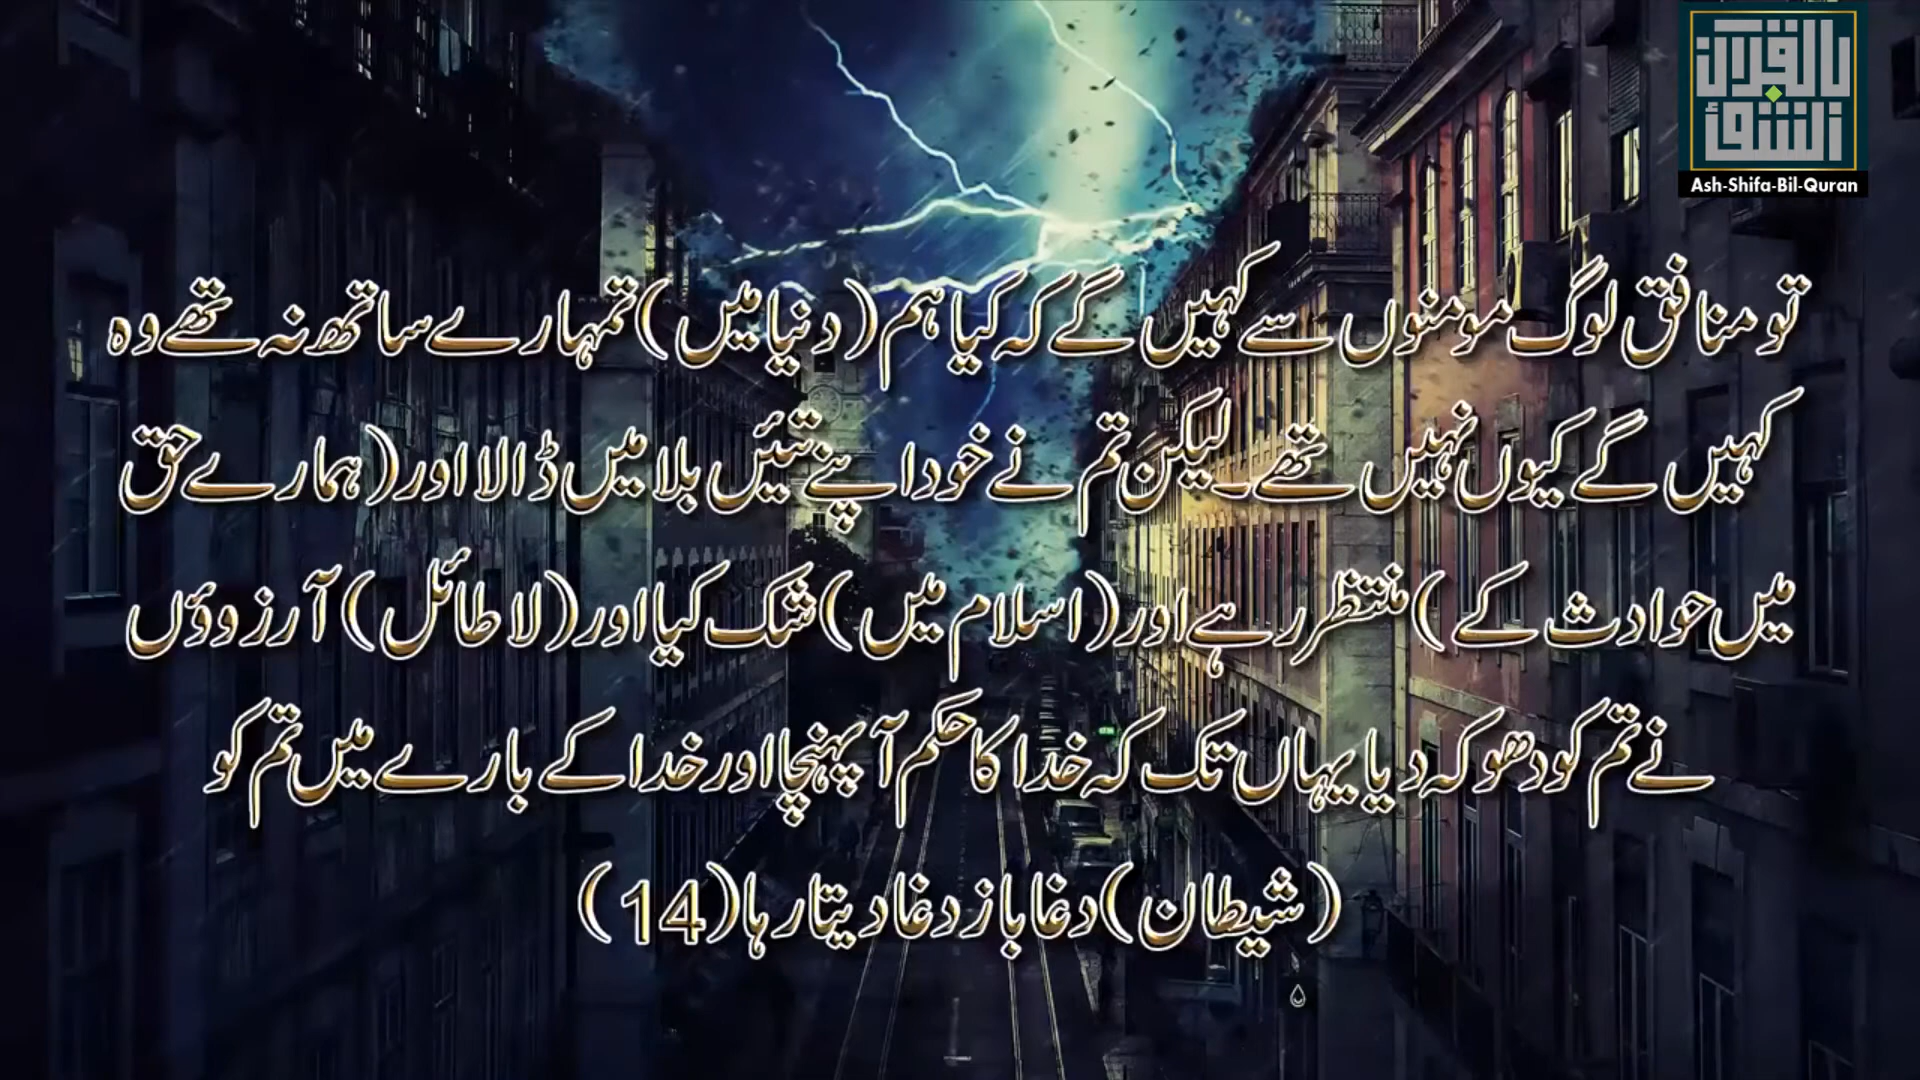 بالقرآن
الشفاء
Ash-Shifa-Bil-Quran
تو منافق لوگ مومنوں سے کہیں گے کہ کیا ہم (دنیا میں) تمہارے ساتھ نہ تھے وہ
کہیں گے کیوں نہیں تھے۔ لیکن تم نے خود اپنے تئیں بلا میں ڈالا اور (ہمارے حق
میں حوادث کے) منتظر رہے اور (اسلام میں) شک کیا اور (لاطائل) آرزوؤں
نے تم کو دھوکہ دیا یہاں تک کہ خدا کا حکم آ پہنچا اور خدا کے بارے میں تم کو
(شیطان) دغاباز دغا دیتا رہا (14)